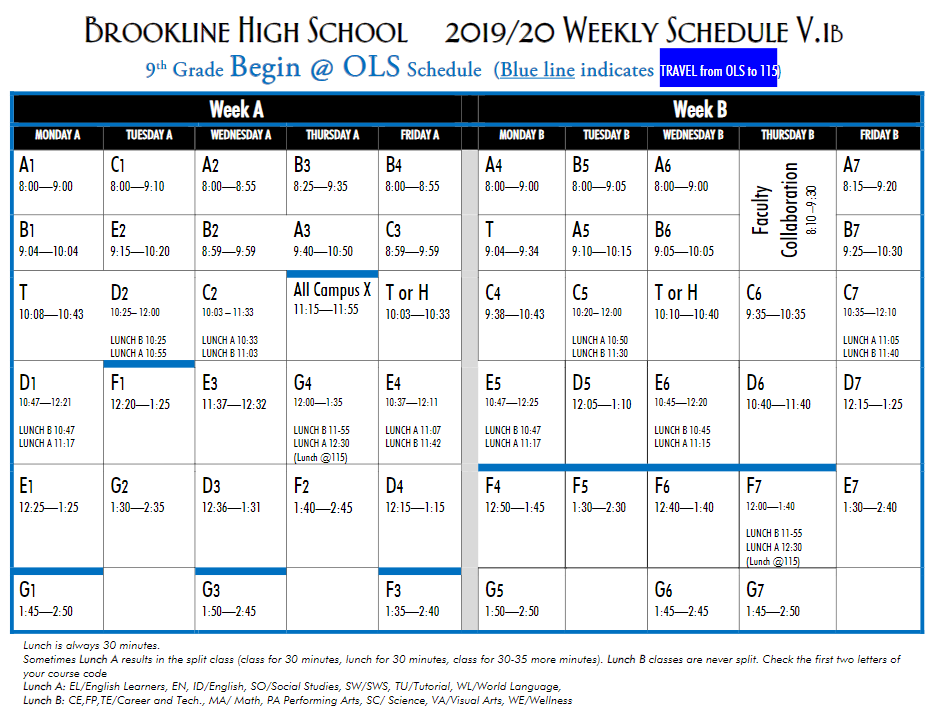 BROOKLINE HIGH SCHOOL 2019/20 WEEKLY SCHEDULE V.1B
9th Grade Begin @ OLS Schedule (Blue line indicates TRAVEL from OLS to 115)
Week A Week B
MONDAY A TUESDAY A WEDNESDAY A THURSDAY A FRIDAY A MONDAY B TUESDAY B WEDNESDAY B THURSDAY B FRIDAY B
A1 C1 A2 B3 B4 A4 B5 A6 Faculty Collaboration 8:10–9:30 A7
8:00—9:00 8:00—9:10 8:00—8:55 8:25—9:35 8:00—8:55 8:00—9:00 8:00—9:05 8:00—9:00 8:15—9:20
B1 E2 B2 A3 C3 T A5 B6 B7
9:04—10:04 9:15—10:20 8:59—9:59 9:40—10:50 8:59—9:59 9:04—9:34 9:10—10:15 9:05—10:05 9:25—10:30
T D2 C2 All Campus X T or H C4 C5 T or H C6 C7
10:08—10:43 10:25– 12:00 10:03 – 11:33 11:15—11:55 10:03—10:33 9:38—10:43 10:20– 12:00 10:10—10:40 9:35—10:35 10:35—12:10
LUNCH B 10:25 LUNCH A 10:33 LUNCH A 10:50 LUNCH A 11:05
LUNCH A 10:55 LUNCH B 11:03 LUNCH B 11:30 LUNCH B 11:40
D1 F1 E3 G4 E4 E5 D5 E6 D6 D7
10:47—12:21 12:20—1:25 11:37—12:32 12:00—1:35 10:37—12:11 10:47—12:25 12:05—1:10 10:45—12:20 10:40—11:40 12:15—1:25
LUNCH B 10:47 LUNCH B 11-55 LUNCH A 11:07 LUNCH B 10:47 LUNCH B 10:45
LUNCH A 11:17 LUNCH A 12:30 LUNCH B 11:42 LUNCH A 11:17 LUNCH A 11:15
(Lunch @115)
E1 G2 D3 F2 D4 F4 F5 F6 F7 E7
12:25—1:25 1:30—2:35 12:36—1:31 1:40—2:45 12:15—1:15 12:50—1:45 1:30—2:30 12:40—1:40 12:00—1:40 1:30—2:40
LUNCH B 11-55
LUNCH A 12:30
(Lunch @115)
G1 G3 F3 G5 G6 G7
1:45—2:50 1:50—2:45 1:35—2:40 1:50—2:50 1:45—2:45 1:45—2:50
Lunch is always 30 minutes.
Sometimes Lunch A results in the split class (class for 30 minutes, lunch for 30 minutes, class for 30-35 more minutes). Lunch B classes are never split. Check the first two letters of
your course code
Lunch A: EL/English Learners, EN, ID/English, SO/Social Studies, SW/SWS, TU/Tutorial, WL/World Language,
Lunch B: CE,FP,TE/Career and Tech., MA/ Math, PA Performing Arts, SC/ Science, VA/Visual Arts, WE/Wellness